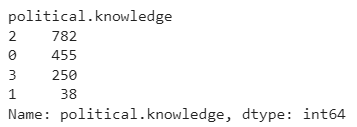 political.knowledge
2    782
0    455
3    250
1     38
Name: political.knowledge, dtype: int64